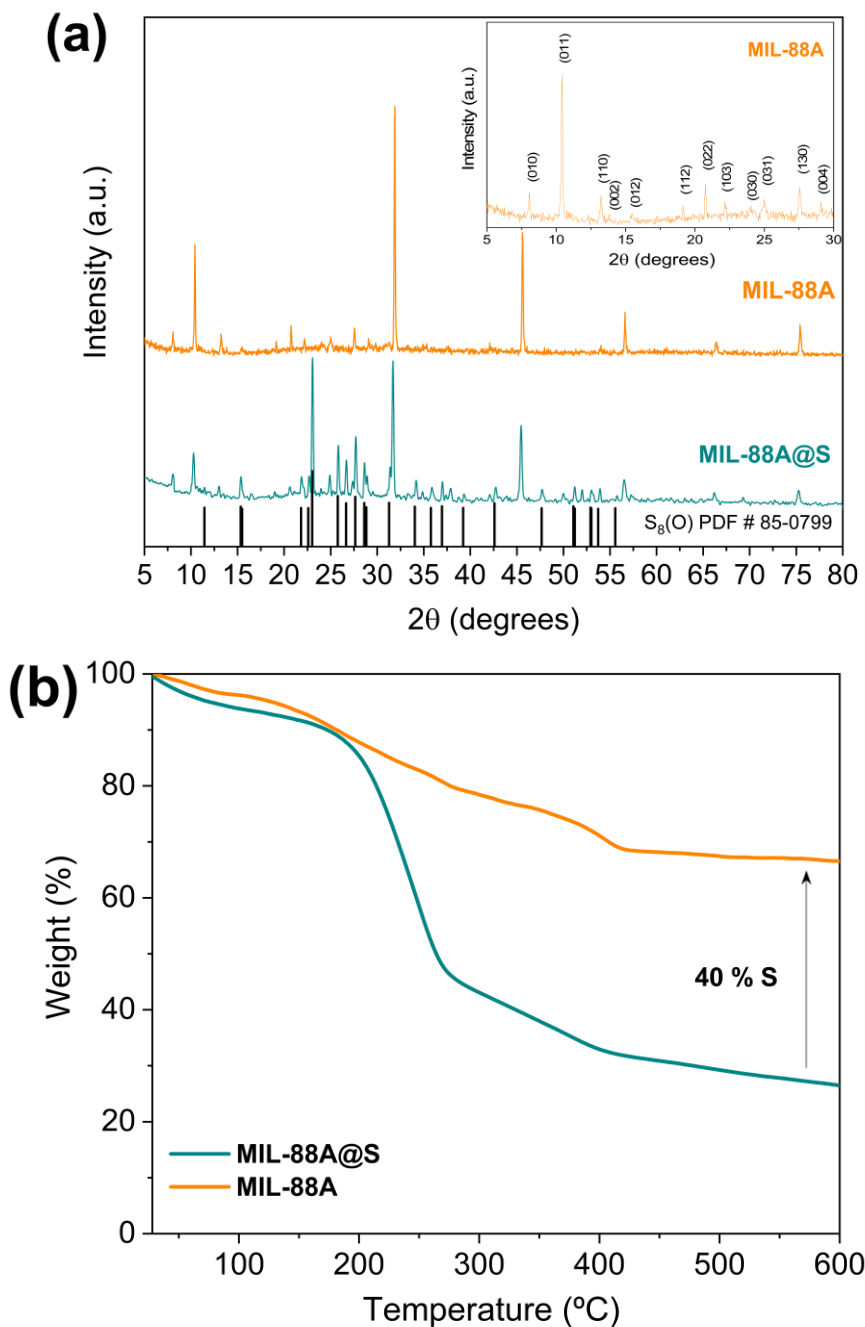 (a)
MIL-88A
(011)
(010)
(110)
(002)
(012)
(112)
(022)
(103)
(030)
(031)
(130)
(004)
Intensity (a.u.)
5 10 15 20 25 30
2θ (degrees)
Intensity (a.u.)
MIL-88A
MIL-88A@S
S8(O) PDF # 85-0799
5 10 15 20 25 30 35 40 45 50 55 60 65 70 75 80
2θ (degrees)
(b)
100
80
60
40
20
0
Weight (%)
40 % S
MIL-88A@S
MIL-88A
100 200 300 400 500 600
Temperature (ºC)